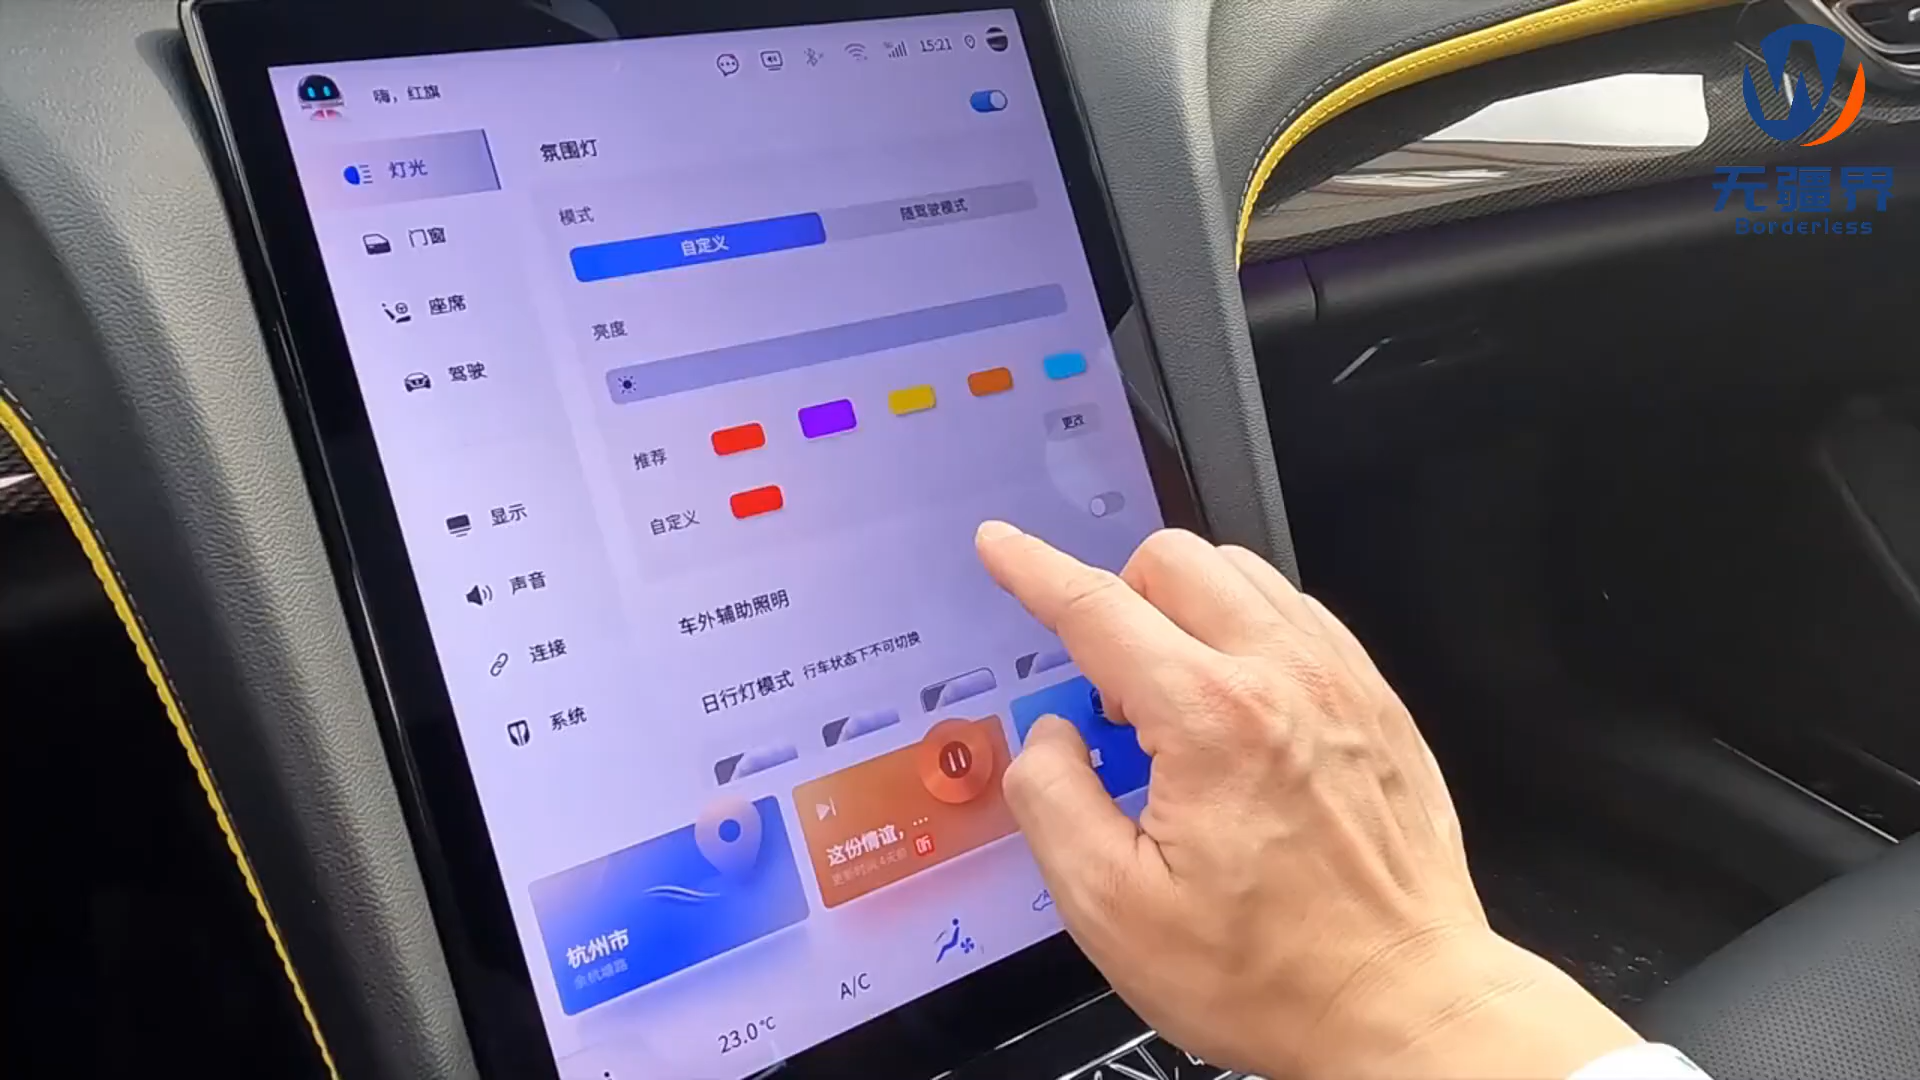 嗨，红旗
15:21
灯光
门窗
座席
驾驶
显示
声音
连接
系统
氛围灯
模式
自定义
随驾驶模式
亮度
推荐
更改
自定义
车外辅助照明
日行灯模式 行车状态下不可切换
杭州市
这份情谊，...
听
A/C
23.0°C
无疆界
Borderless